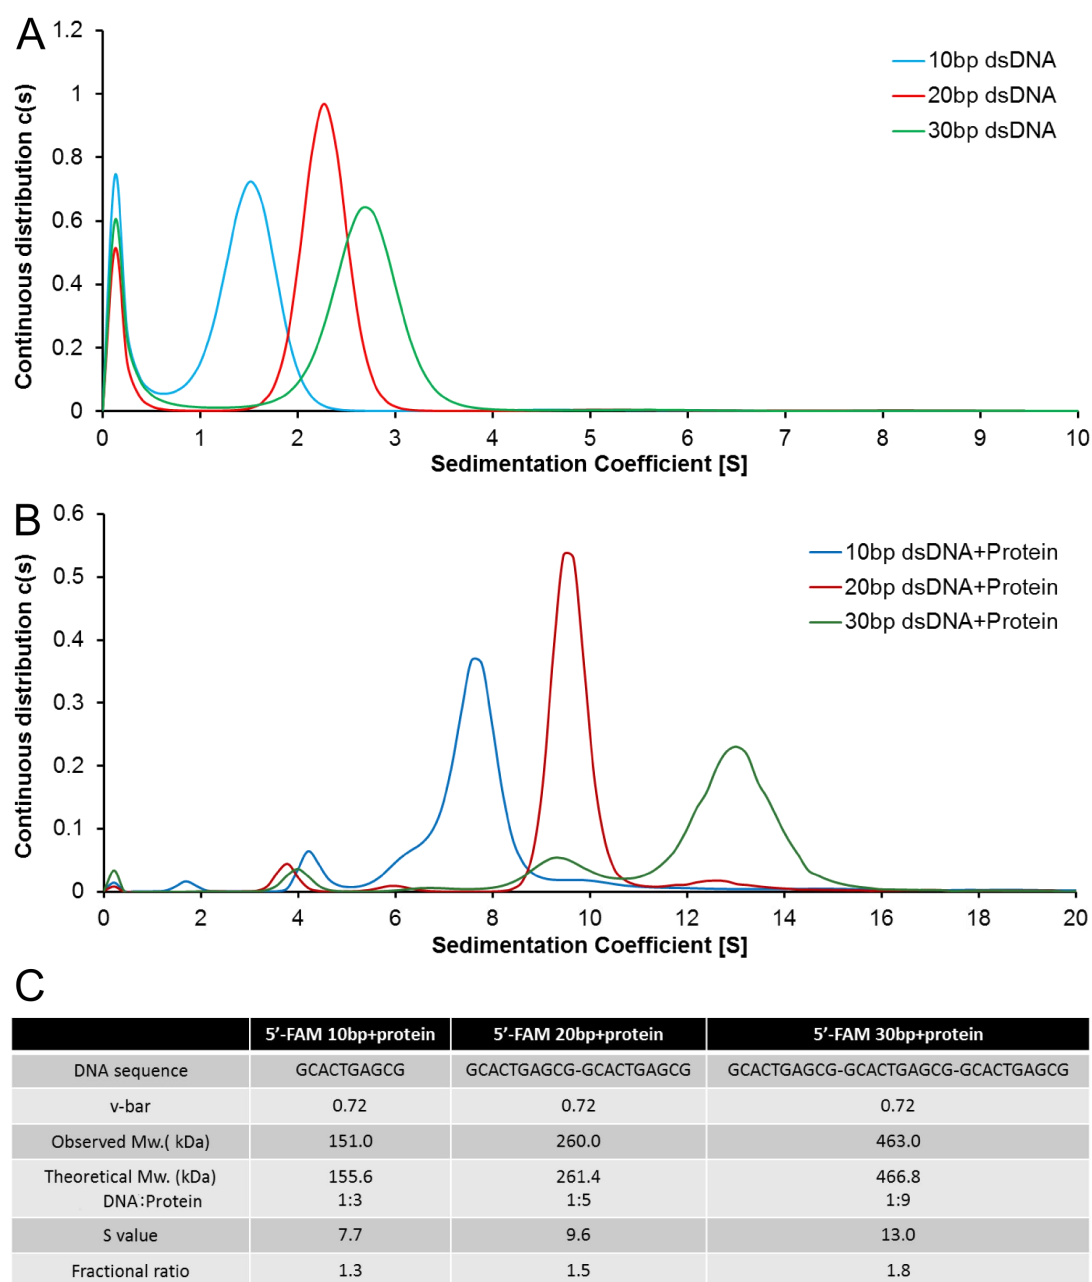 A
1.2
1
0.8
0.6
0.4
0.2
0
Continuous distribution c(s)
10bp dsDNA
20bp dsDNA
30bp dsDNA
0 1 2 3 4 5 6 7 8 9 10
Sedimentation Coefficient [S]
B
0.6
0.5
0.4
0.3
0.2
0.1
0
Continuous distribution c(s)
10bp dsDNA+Protein
20bp dsDNA+Protein
30bp dsDNA+Protein
0 2 4 6 8 10 12 14 16 18 20
Sedimentation Coefficient [S]
C
5’-FAM 10bp+protein 5’-FAM 20bp+protein 5’-FAM 30bp+protein
DNA sequence GCACTGAGCG GCACTGAGCG-GCACTGAGCG GCACTGAGCG-GCACTGAGCG-GCACTGAGCG
v-bar 0.72 0.72 0.72
Observed Mw.( kDa) 151.0 260.0 463.0
Theoretical Mw. (kDa) 155.6 261.4 466.8
DNA:Protein 1:3 1:5 1:9
S value 7.7 9.6 13.0
Fractional ratio 1.3 1.5 1.8